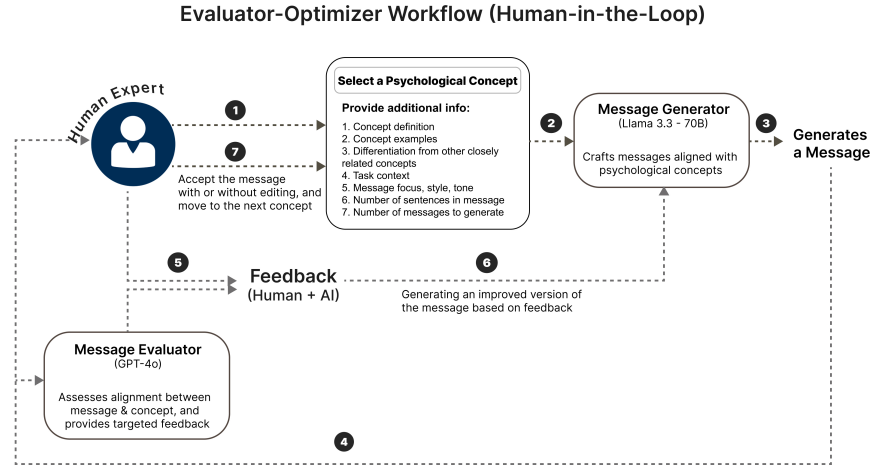 Evaluator-Optimizer Workflow (Human-in-the-Loop)
Human Expert
1
7
Accept the message
with or without editing, and
move to the next concept
Select a Psychological Concept
Provide additional info:
1. Concept definition
2. Concept examples
3. Differentiation from other closely
related concepts
4. Task context
5. Message focus, style, tone
6. Number of sentences in message
7. Number of messages to generate
2
Message Generator
(Llama 3.3 - 70B)
Crafts messages aligned with
psychological concepts
3
Generates
a Message
5
Feedback
(Human + AI)
6
Generating an improved version of
the message based on feedback
Message Evaluator
(GPT-4o)
Assesses alignment between
message & concept, and
provides targeted feedback
4